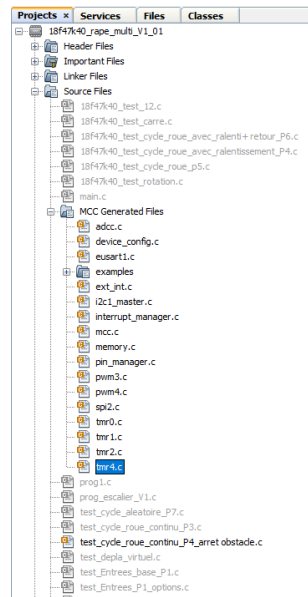 Projects × Services Files Classes
18f47k40_rape_multi_V1_01
Header Files
Important Files
Linker Files
Source Files
18f47k40_test_12.c
18f47k40_test_carre.c
18f47k40_test_cycle_roue_avec_ralenti+retour_P6.c
18f47k40_test_cycle_roue_avec_ralentissement_P4.c
18f47k40_test_cycle_roue_p5.c
18f47k40_test_rotation.c
main.c
MCC Generated Files
adcc.c
device_config.c
eusart1.c
examples
ext_int.c
i2c1_master.c
interrupt_manager.c
mcc.c
memory.c
pin_manager.c
pwm3.c
pwm4.c
spi2.c
tmr0.c
tmr1.c
tmr2.c
tmr4.c
prog1.c
prog_escalier_V1.c
test_cycle_aleatoire_P7.c
test_cycle_roue_continu_P3.c
test_cycle_roue_continu_P4_arret obstacle.c
test_depla_virtuel.c
test_Entrees_base_P1.c
test_Entrees_P1_options.c